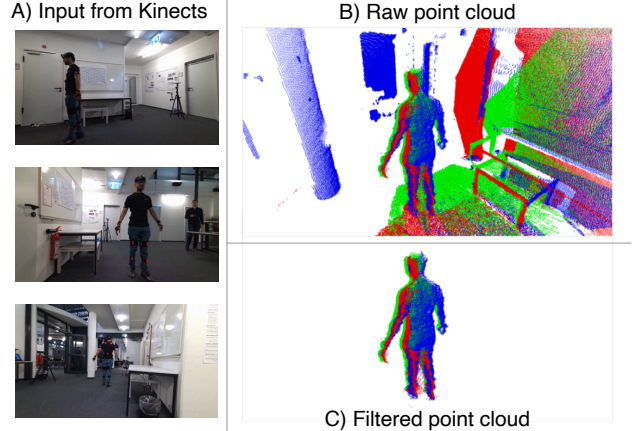 A) Input from Kinects
B) Raw point cloud
C) Filtered point cloud